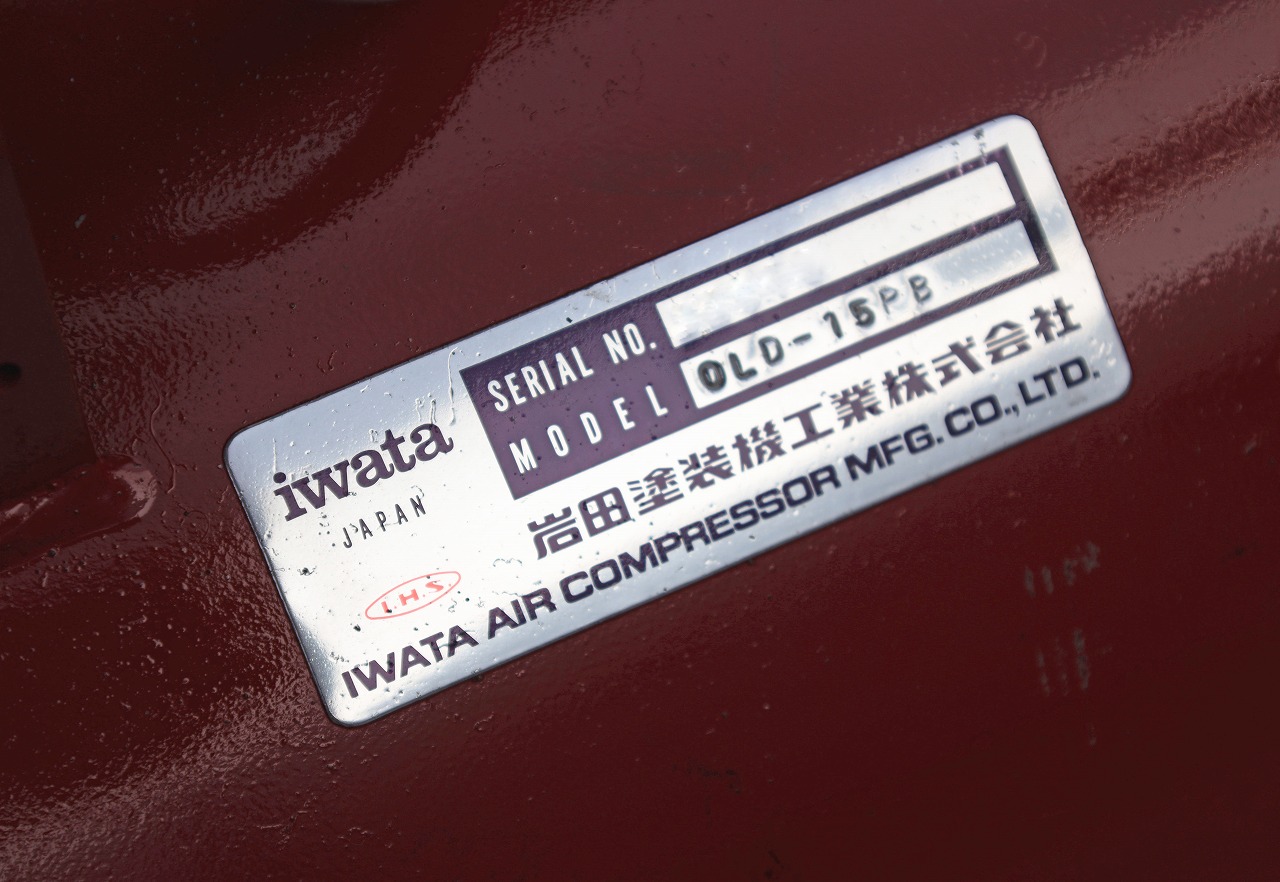 SERIAL NO.
MODEL OLD-15PB
iwata
JAPAN
岩田塗装機工業株式会社
I.H.S.
IWATA AIR COMPRESSOR MFG. CO., LTD.